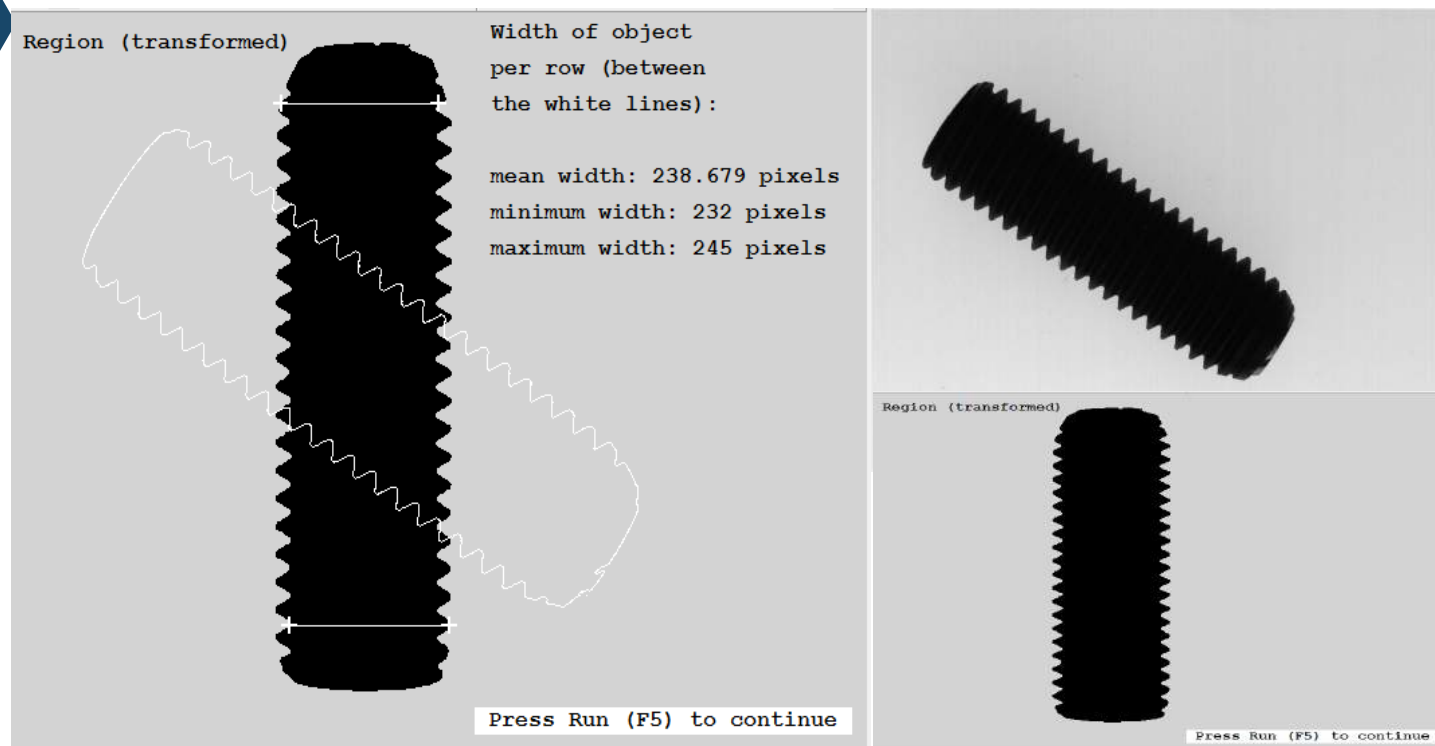 Region (transformed)
Width of object
per row (between
the white lines):
mean width: 238.679 pixels
minimum width: 232 pixels
maximum width: 245 pixels
Press Run (F5) to continue
Region (transformed)
Press Run (F5) to continue